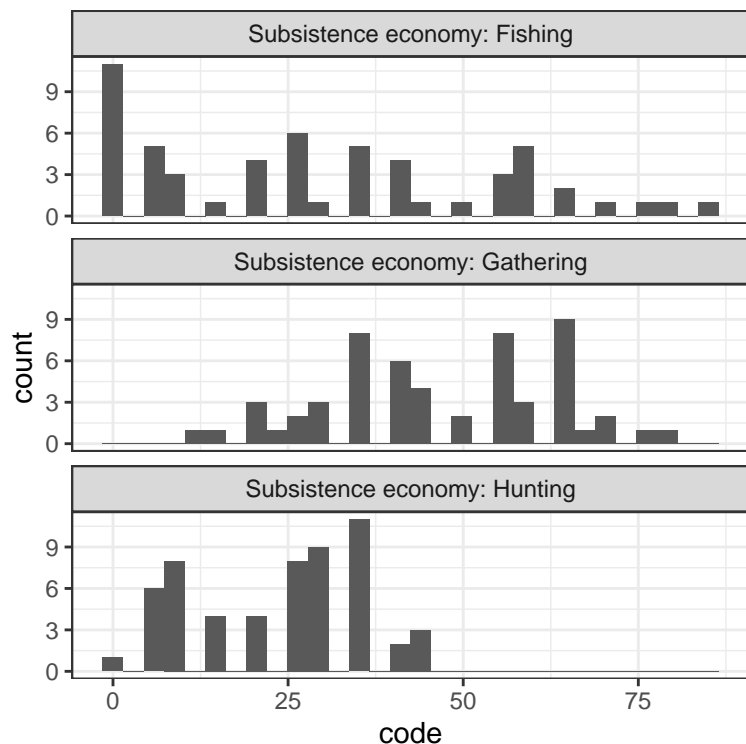 Subsistence economy: Fishing
9
6
3
0
Subsistence economy: Gathering
9
6
3
0
Subsistence economy: Hunting
9
6
3
0
0 25 50 75
count
code